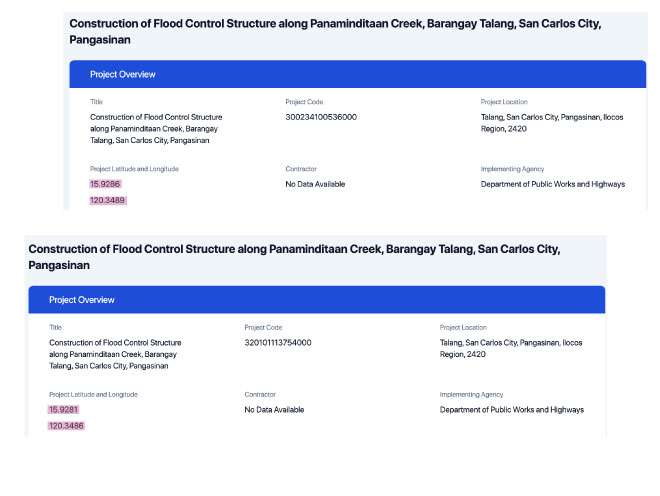 Construction of Flood Control Structure along Panaminditaan Creek, Barangay Talang, San Carlos City,
Pangasinan
Project Overview
Title
Project Code
Project Location
Construction of Flood Control Structure
along Panaminditaan Creek, Barangay
Talang, San Carlos City, Pangasinan
300234100536000
Talang, San Carlos City, Pangasinan, Ilocos
Region, 2420
Project Latitude and Longitude
Contractor
Implementing Agency
15.9286
120.3489
No Data Available
Department of Public Works and Highways
Construction of Flood Control Structure along Panaminditaan Creek, Barangay Talang, San Carlos City,
Pangasinan
Project Overview
Title
Project Code
Project Location
Construction of Flood Control Structure
along Panaminditaan Creek, Barangay
Talang, San Carlos City, Pangasinan
320101113754000
Talang, San Carlos City, Pangasinan, Ilocos
Region, 2420
Project Latitude and Longitude
Contractor
Implementing Agency
15.9281
120.3486
No Data Available
Department of Public Works and Highways